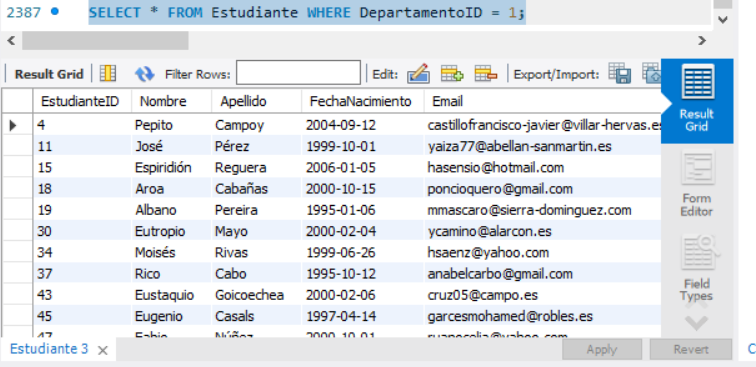 2387 SELECT * FROM Estudiante WHERE DepartamentoID = 1;
Result Grid Filter Rows: Edit: Export/Import:
EstudianteID Nombre Apellido FechaNacimiento Email
4 Pepito Campoy 2004-09-12 castillofrancisco-javier@villar-hervas.es
11 José Pérez 1999-10-01 yaiza77@abellan-sanmartin.es
15 Espiridión Reguera 2006-01-05 hasensio@hotmail.com
18 Aroa Cabañas 2000-10-15 poncioquero@gmail.com
19 Albano Pereira 1995-01-06 mmascaro@sierra-dominguez.com
30 Eutropio Mayo 2000-02-04 ycamino@alarcon.es
34 Moisés Rivas 1999-06-26 hsaenz@yahoo.com
37 Rico Cabo 1995-10-12 anabelcarbo@gmail.com
43 Eustaquio Goicoechea 2000-02-06 cruz05@campo.es
45 Eugenio Casals 1997-04-14 garcesmohamed@robles.es
47 Fabio Núñez 2000-10-01
Result
Grid
Form
Editor
Field
Types
Estudiante 3 Apply Revert